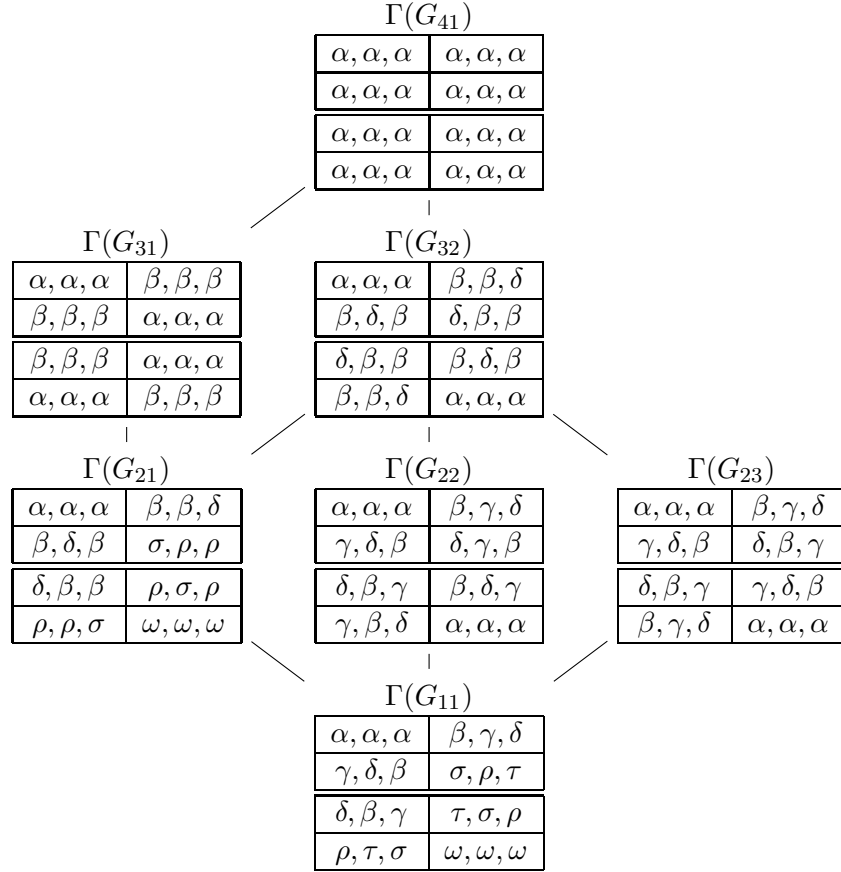 Γ(G₄₁)
α, α, α α, α, α
α, α, α α, α, α
α, α, α α, α, α
α, α, α α, α, α
Γ(G₃₁) Γ(G₃₂)
α, α, α β, β, β α, α, α β, β, δ
β, β, β α, α, α β, δ, β δ, β, β
β, β, β α, α, α δ, β, β β, δ, β
α, α, α β, β, β β, β, δ α, α, α
Γ(G₂₁) Γ(G₂₂) Γ(G₂₃)
α, α, α β, β, δ α, α, α β, γ, δ α, α, α β, γ, δ
β, δ, β σ, ρ, ρ γ, δ, β δ, γ, β γ, δ, β δ, β, γ
δ, β, β ρ, σ, ρ δ, β, γ β, δ, γ δ, β, γ γ, δ, β
ρ, ρ, σ ω, ω, ω γ, β, δ α, α, α β, γ, δ α, α, α
Γ(G₁₁)
α, α, α β, γ, δ
γ, δ, β σ, ρ, τ
δ, β, γ τ, σ, ρ
ρ, τ, σ ω, ω, ω